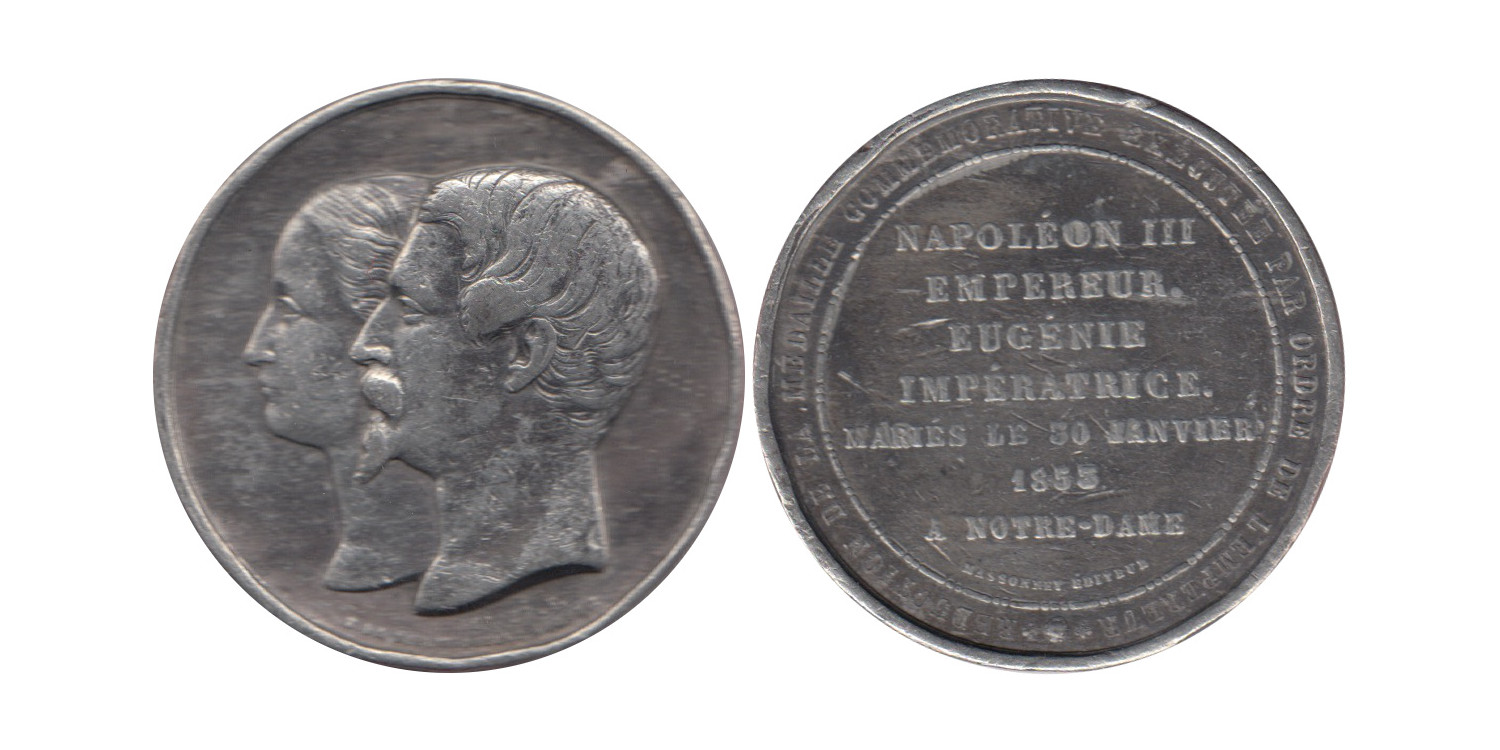 NAPOLÉON III
EMPEREUR.
EUGÉNIE
IMPÉRATRICE.
MARIÉS LE 30 JANVIER
1853
A NOTRE-DAME
MASSONNET ÉDITEUR
RÉDUCTION DE LA MÉDAILLE COMMÉMORATIVE EXÉCUTÉE PAR ORDRE DE L'EMPEREUR